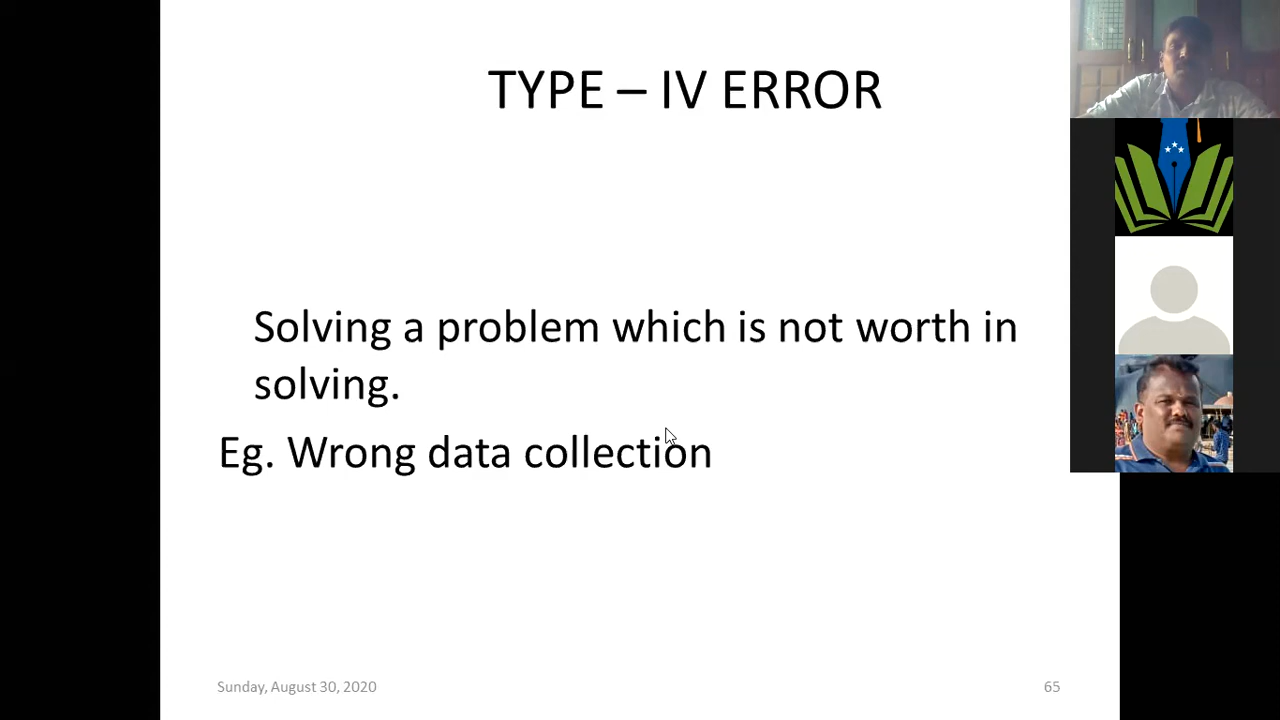 TYPE – IV ERROR
Solving a problem which is not worth in
solving.
Eg. Wrong data collection
Sunday, August 30, 2020
65